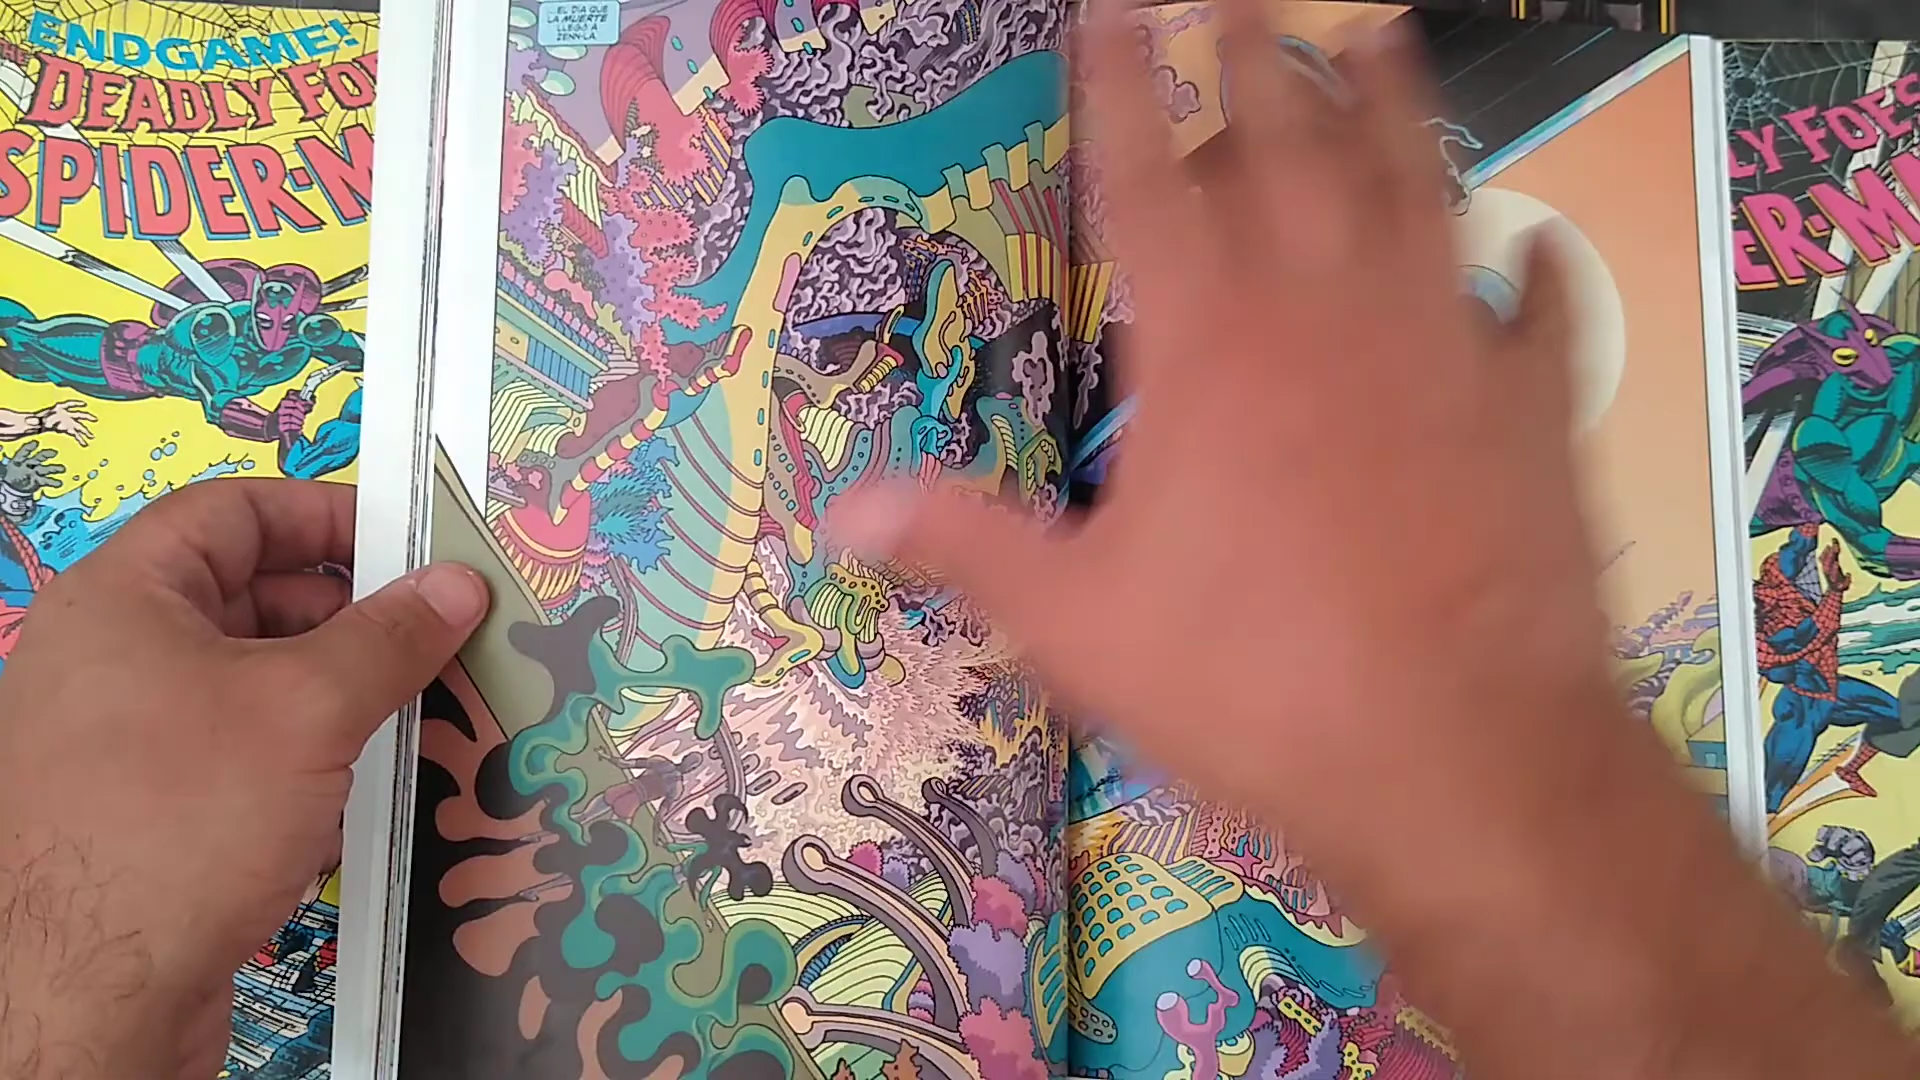 ENDGAME!
THE
DEADLY FO
SPIDER-M
...EL DÍA QUE
LA MUERTE
LLEGÓ A
ZENN-LA.
LY FOES
ER-M